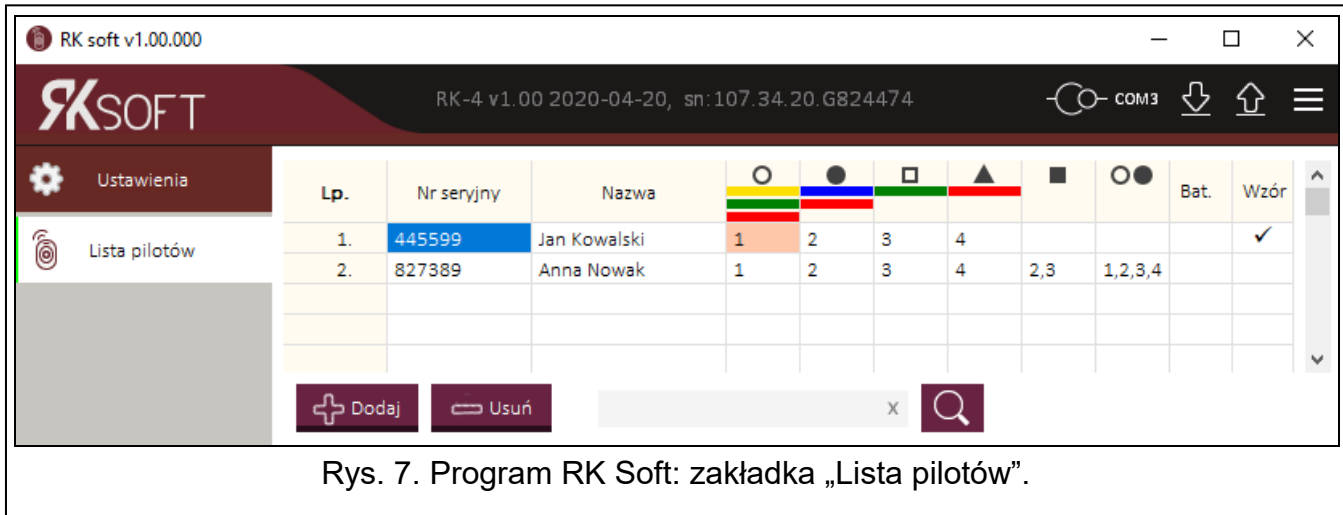 RK soft v1.00.000
RKSOFT RK-4 v1.00 2020-04-20, sn:107.34.20.G824474 COM3
Ustawienia
Lista pilotów
Lp. Nr seryjny Nazwa Bat. Wzór
1. 445599 Jan Kowalski 1 2 3 4 ✓
2. 827389 Anna Nowak 1 2 3 4 2,3 1,2,3,4
Dodaj Usuń x
Rys. 7. Program RK Soft: zakładka „Lista pilotów”.